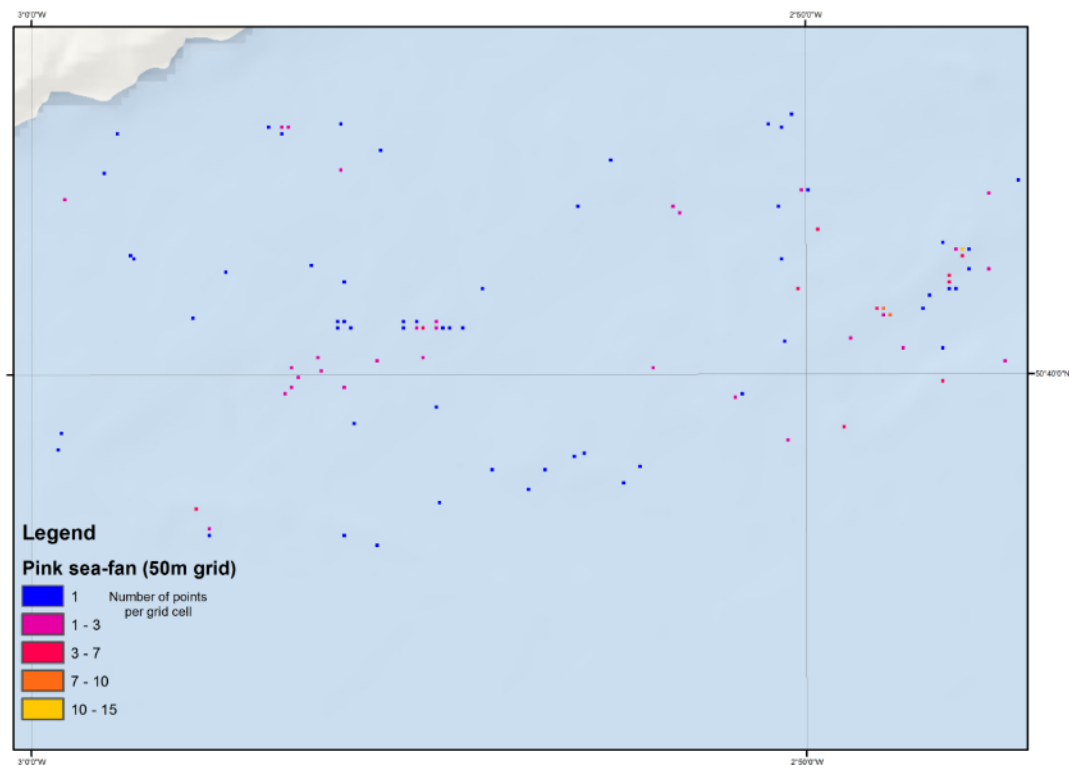 3°0'0"W
2°50'0"W
50°40'0"N
Legend
Pink sea-fan (50m grid)
1
Number of points
per grid cell
1 - 3
3 - 7
7 - 10
10 - 15
3°0'0"W
2°50'0"W